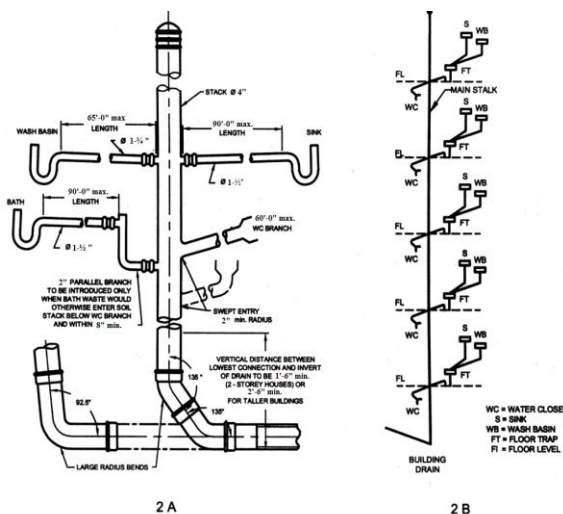 STACK Ø 4"
65'-0" max.
LENGTH
WASH BASIN
Ø 1-¼ "
90'-0" max.
LENGTH
SINK
Ø 1-½"
90'-0" max.
LENGTH
BATH
Ø 1-½ "
60'-0" max.
WC BRANCH
2" PARALLEL BRANCH
TO BE INTRODUCED ONLY
WHEN BATH WASTE WOULD
OTHERWISE ENTER SOIL
STACK BELOW WC BRANCH
AND WITHIN 8" min.
SWEPT ENTRY
2" min. RADIUS
VERTICAL DISTANCE BETWEEN
LOWEST CONNECTION AND INVERT
OF DRAIN TO BE 1'-6" min.
(2 - STOREY HOUSES) OR
2'-6" min.
FOR TALLER BUILDINGS
135°
135°
92.5°
LARGE RADIUS BENDS
2 A
S
WB
FT
FL
WC
MAIN STALK
S
WB
FT
FL
WC
S
WB
FT
FL
WC
S
WB
FT
FL
WC
S
WB
FT
FL
WC
WC = WATER CLOSE
S = SINK
WB = WASH BASIN
FT = FLOOR TRAP
FI = FLOOR LEVEL
BUILDING
DRAIN
2 B